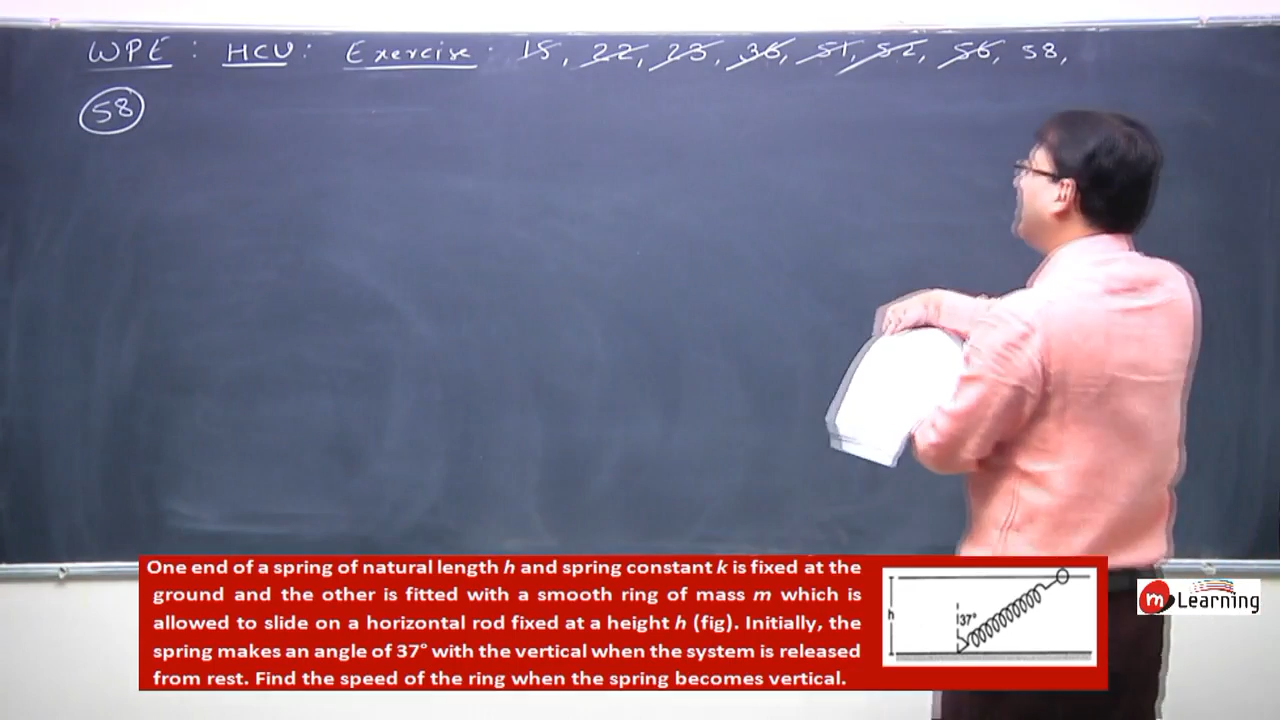 WPE : HCU : Exercise : 15, 22, 23, 36, 51, 52, 56, 58,
58
One end of a spring of natural length h and spring constant k is fixed at the
ground and the other is fitted with a smooth ring of mass m which is
allowed to slide on a horizontal rod fixed at a height h (fig). Initially, the
spring makes an angle of 37° with the vertical when the system is released
from rest. Find the speed of the ring when the spring becomes vertical.
h
37°
m Learning